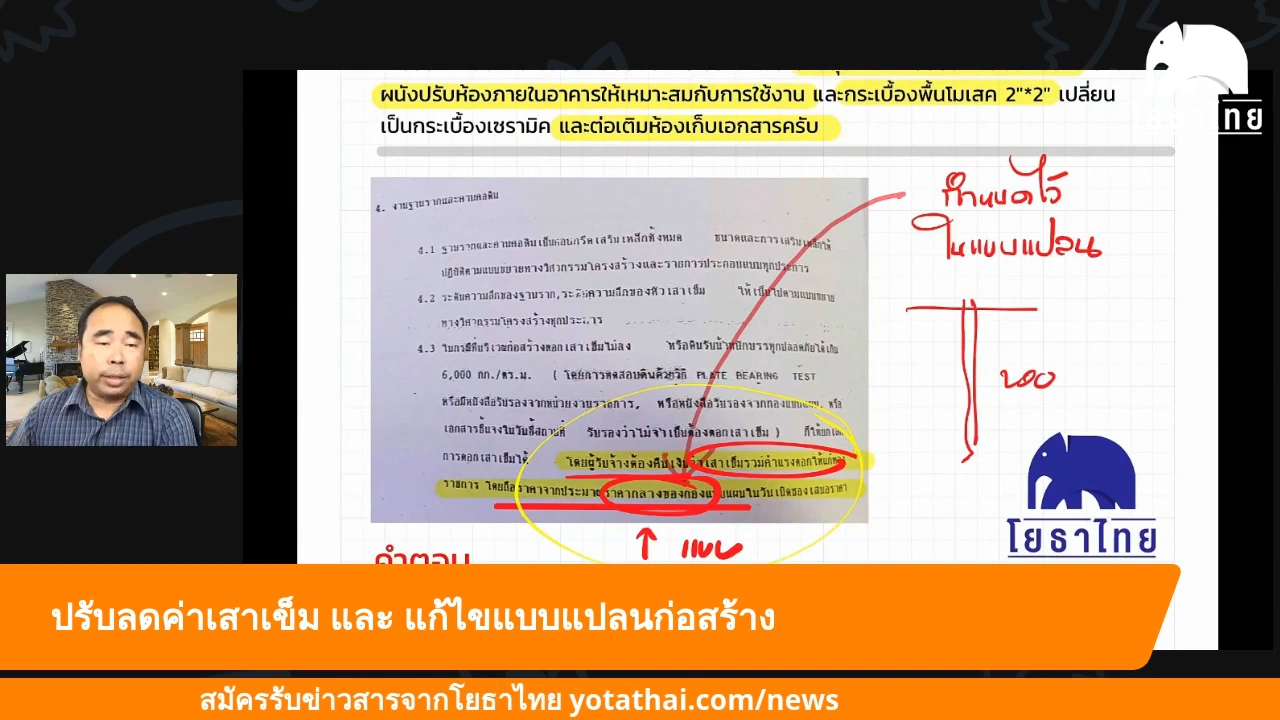 ผนังปรับห้องภายในอาคารให้เหมาะสมกับการใช้งาน และกระเบื้องพื้นโมเสค 2"*2" เปลี่ยน
เป็นกระเบื้องเซรามิค และต่อเติมห้องเก็บเอกสารครับ
โยธาไทย
4. งานฐานรากและคานคอดิน
4.1 ฐานรากและคานคอดินเป็นคอนกรีตเสริมเหล็กทั้งหมด ขนาดและการเสริมเหล็กให้
ปฏิบัติตามแบบขยายทางวิศวกรรมโครงสร้างและรายการประกอบแบบทุกประการ
4.2 ระดับความลึกของฐานราก,ระดับความลึกของหัวเสาเข็ม ให้เป็นไปตามแบบขยาย
ทางวิศวกรรมโครงสร้างทุกประการ
4.3 ในกรณีที่บริเวณก่อสร้างตอกเสาเข็มไม่ลง หรือดินรับน้ำหนักบรรทุกปลอดภัยได้เกิน
6,000 กก./ตร.ม. ( โดยการทดสอบดินด้วยวิธี PLATE BEARING TEST
หรือมีหนังสือรับรองจากหน่วยงานราชการ, หรือหนังสือรับรองจากกองแบบแผน, หรือ
เอกสารชี้แจงในวันชี้สถานที่ รับรองว่าไม่จำเป็นต้องตอกเสาเข็ม ) ก็ให้ยกเลิก
การตอกเสาเข็มได้ โดยผู้รับจ้างต้องคืนเงินค่าเสาเข็มรวมค่าแรงตอกให้แก่ทาง
ราชการ โดยถือราคาจากประมาณราคากลางของกองแบบแผนในวันเปิดซองเสนอราคา
กำหนดไว้
ในแบบแปลน
แบบ
คำตอบ
โยธาไทย
ปรับลดค่าเสาเข็ม และ แก้ไขแบบแปลนก่อสร้าง
สมัครรับข่าวสารจากโยธาไทย yotathai.com/news